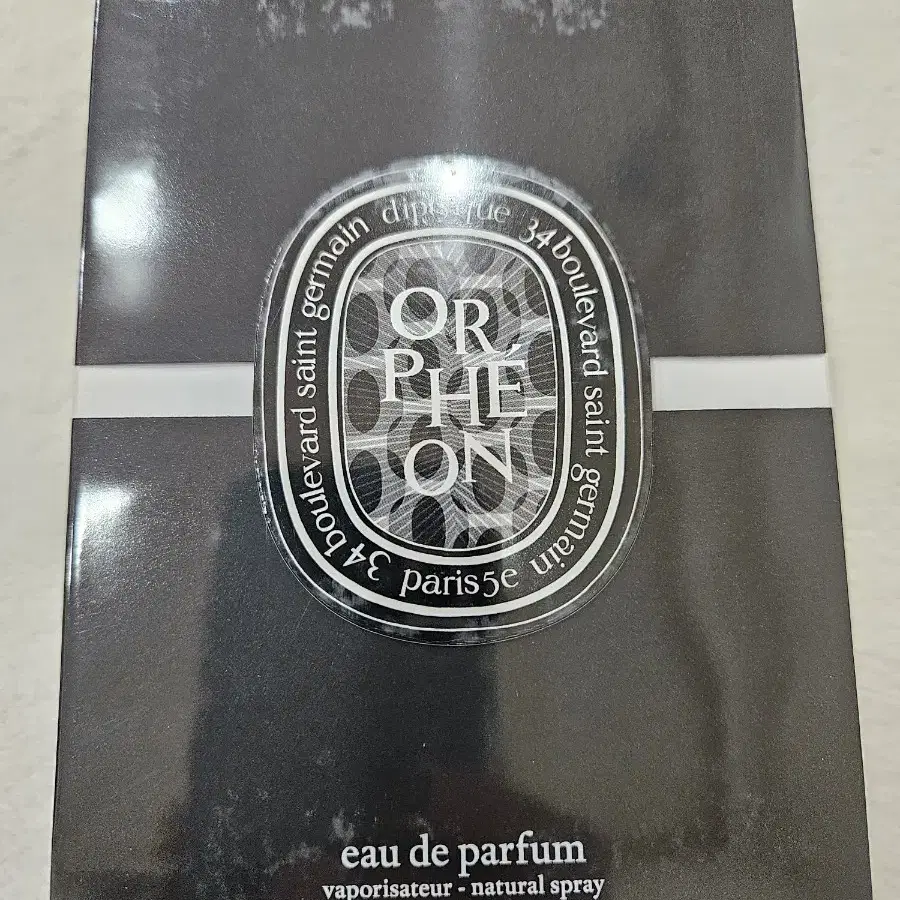 diptyque 34 boulevard saint germain paris5e 34 boulevard saint germain
OR
PHÉ
ON
eau de parfum
vaporisateur - natural spray